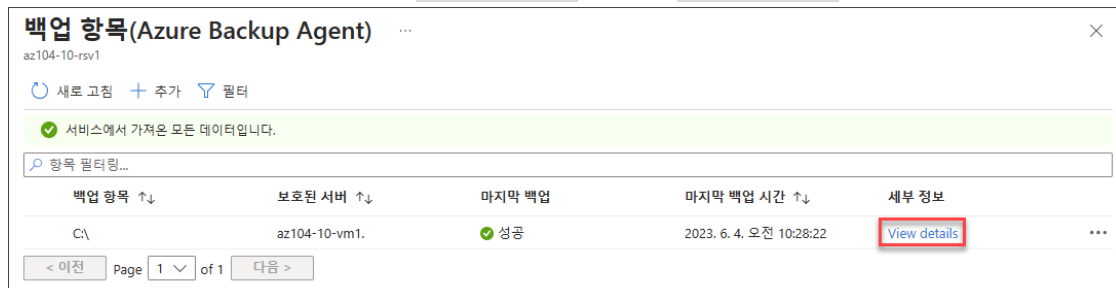 백업 항목(Azure Backup Agent) ...
az104-10-rsv1
새로 고침 추가 필터
서비스에서 가져온 모든 데이터입니다.
항목 필터링...
백업 항목 ↑↓ 보호된 서버 ↑↓ 마지막 백업 마지막 백업 시간 ↑↓ 세부 정보
C:\ az104-10-vm1. 성공 2023. 6. 4. 오전 10:28:22 View details ...
< 이전 Page 1 of 1 다음 >